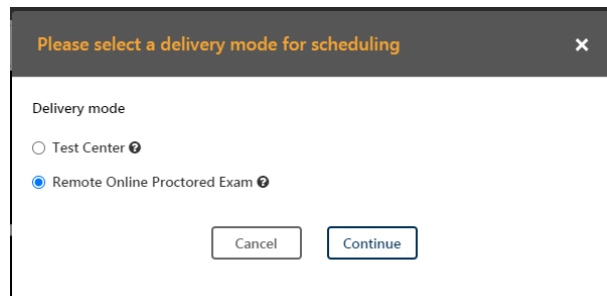 Please select a delivery mode for scheduling ×
Delivery mode
Test Center ?
Remote Online Proctored Exam ?
Cancel Continue